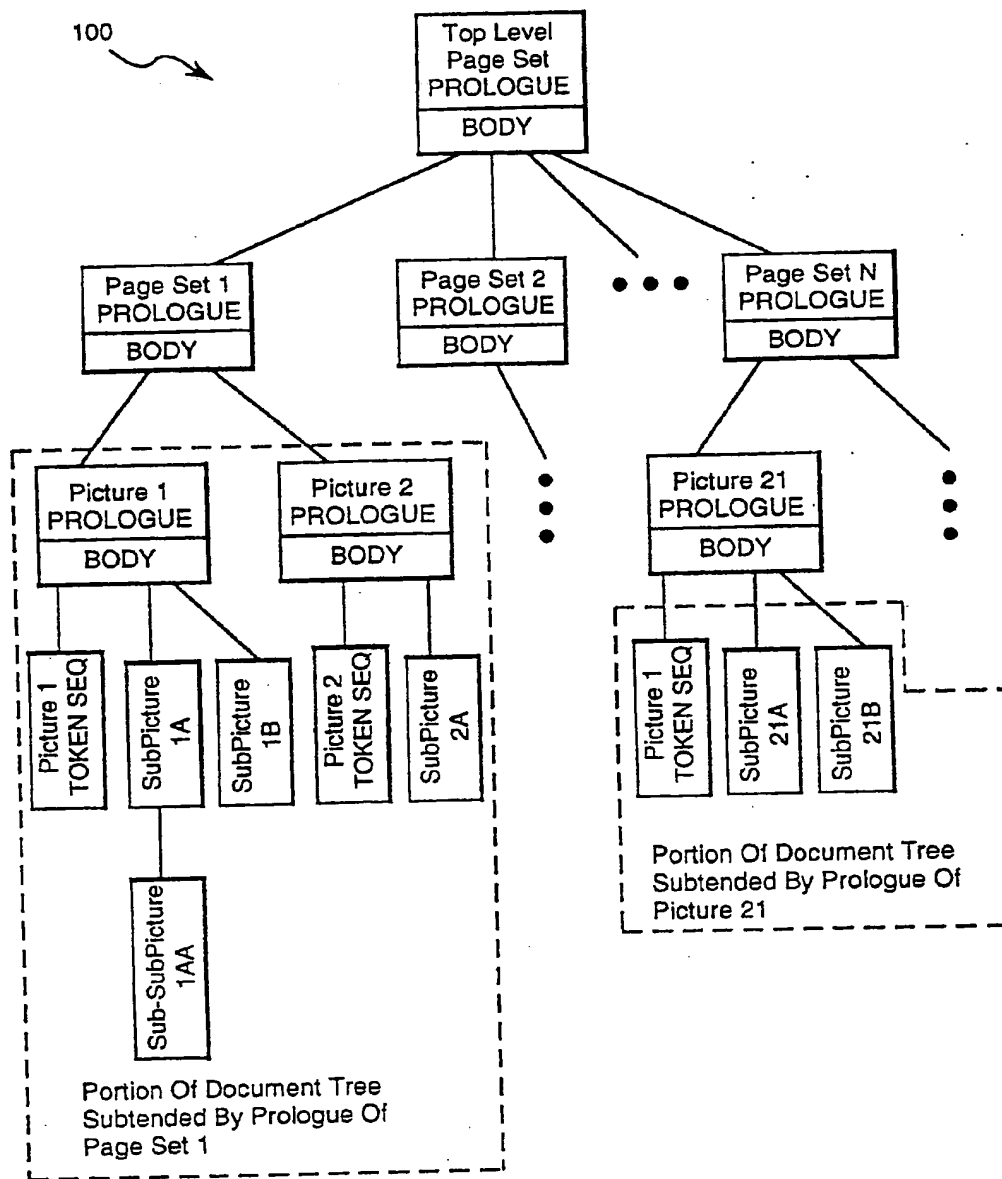 100
Top Level
Page Set
PROLOGUE
BODY
Page Set 1
PROLOGUE
BODY
Page Set 2
PROLOGUE
BODY
Page Set N
PROLOGUE
BODY
Picture 1
PROLOGUE
BODY
Picture 2
PROLOGUE
BODY
Picture 21
PROLOGUE
BODY
Picture 1
TOKEN SEQ
SubPicture
1A
SubPicture
1B
Picture 2
TOKEN SEQ
SubPicture
2A
Picture 1
TOKEN SEQ
SubPicture
21A
SubPicture
21B
Sub-SubPicture
1AA
Portion Of Document Tree
Subtended By Prologue Of
Picture 21
Portion Of Document Tree
Subtended By Prologue Of
Page Set 1